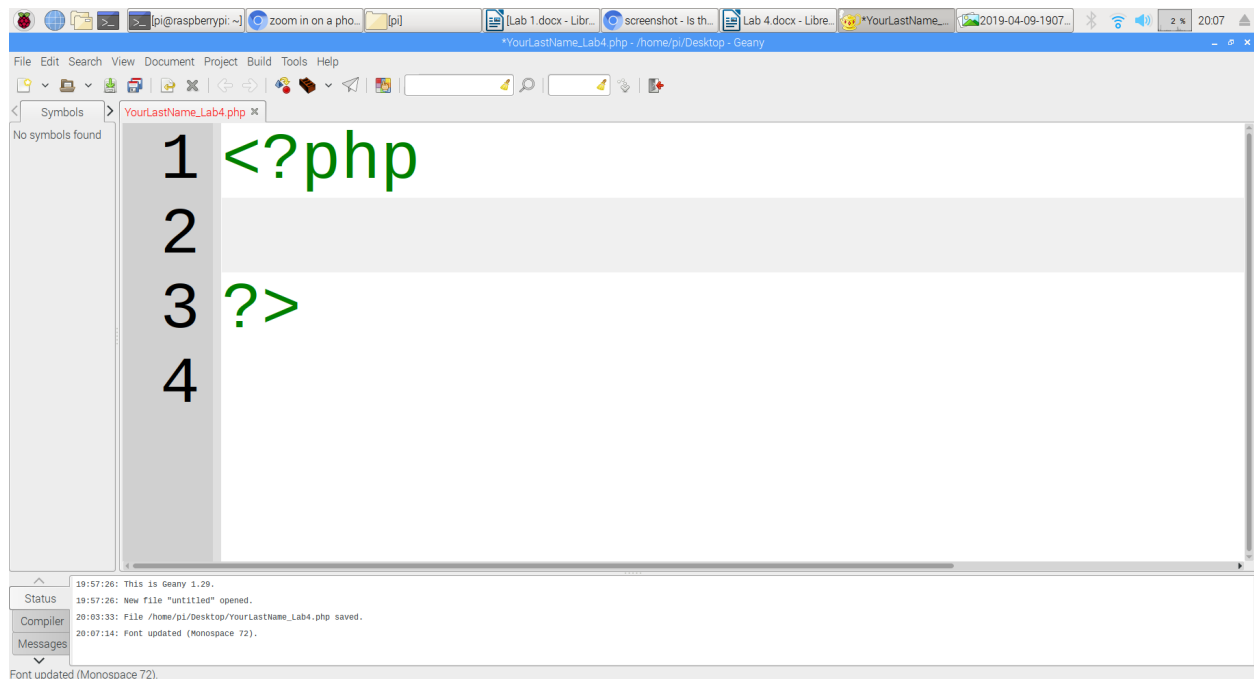 [pi@raspberrypi: ~] zoom in on a pho... [pi] [Lab 1.docx - Libr... screenshot - Is th... Lab 4.docx - Libre... *YourLastName_... 2019-04-09-1907... 2 % 20:07
*YourLastName_Lab4.php - /home/pi/Desktop - Geany
File Edit Search View Document Project Build Tools Help
Symbols YourLastName_Lab4.php
No symbols found
1 <?php
2
3 ?>
4
Status
Compiler
Messages
19:57:26: This is Geany 1.29.
19:57:26: New file "untitled" opened.
20:03:33: File /home/pi/Desktop/YourLastName_Lab4.php saved.
20:07:14: Font updated (Monospace 72).
Font updated (Monospace 72).